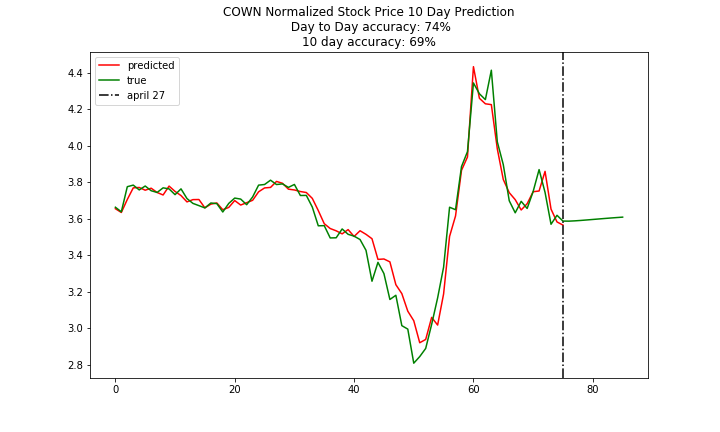 COWN Normalized Stock Price 10 Day Prediction
Day to Day accuracy: 74%
10 day accuracy: 69%
predicted
true
april 27
4.4
4.2
4.0
3.8
3.6
3.4
3.2
3.0
2.8
0 20 40 60 80